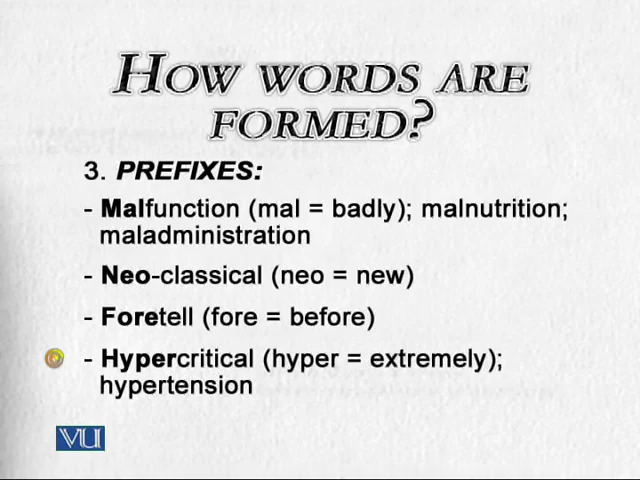 HOW WORDS ARE
FORMED?
3. PREFIXES:
- Malfunction (mal = badly); malnutrition;
maladministration
- Neo-classical (neo = new)
- Foretell (fore = before)
- Hypercritical (hyper = extremely);
hypertension
VU